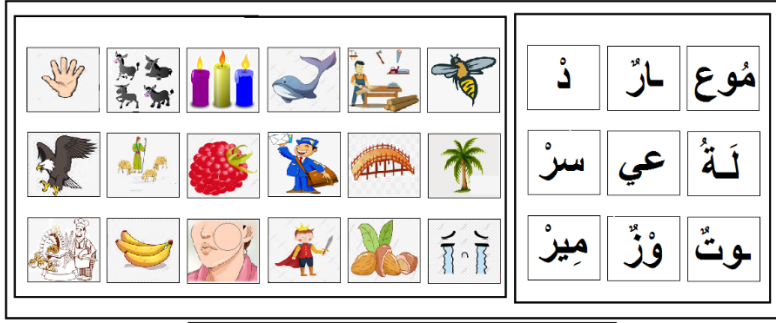 مُوع ـارٌ دْ
لَـةُ عي سرْ
ـوتٌ وْزٌ مِيرْ